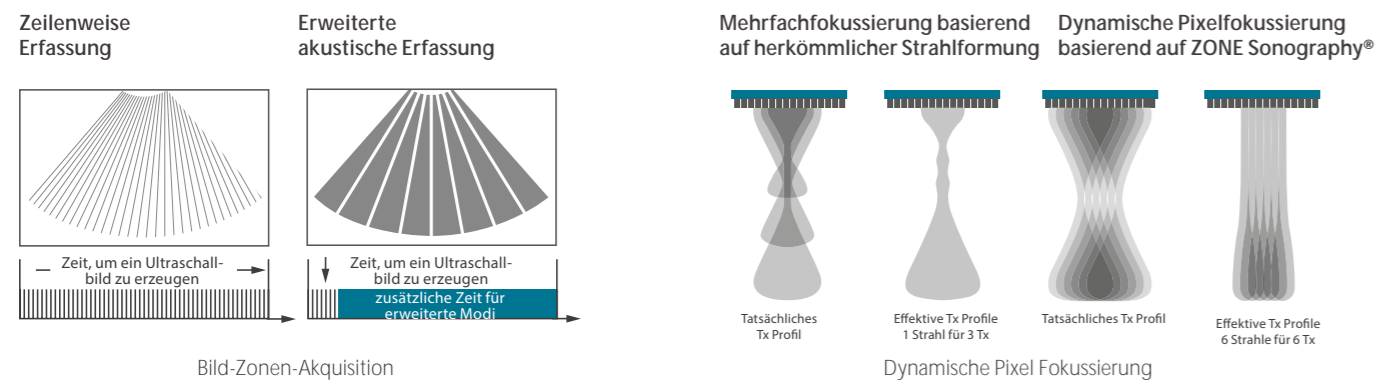 Zeilenweise
Erfassung
Erweiterte
akustische Erfassung
Zeit, um ein Ultraschall-
bild zu erzeugen
Zeit, um ein Ultraschall-
bild zu erzeugen
zusätzliche Zeit für
erweiterte Modi
Bild-Zonen-Akquisition
Mehrfachfokussierung basierend
auf herkömmlicher Strahlformung
Dynamische Pixelfokussierung
basierend auf ZONE Sonography®
Tatsächliches
Tx Profil
Effektive Tx Profile
1 Strahl für 3 Tx
Tatsächliches Tx Profil
Effektive Tx Profile
6 Strahle für 6 Tx
Dynamische Pixel Fokussierung